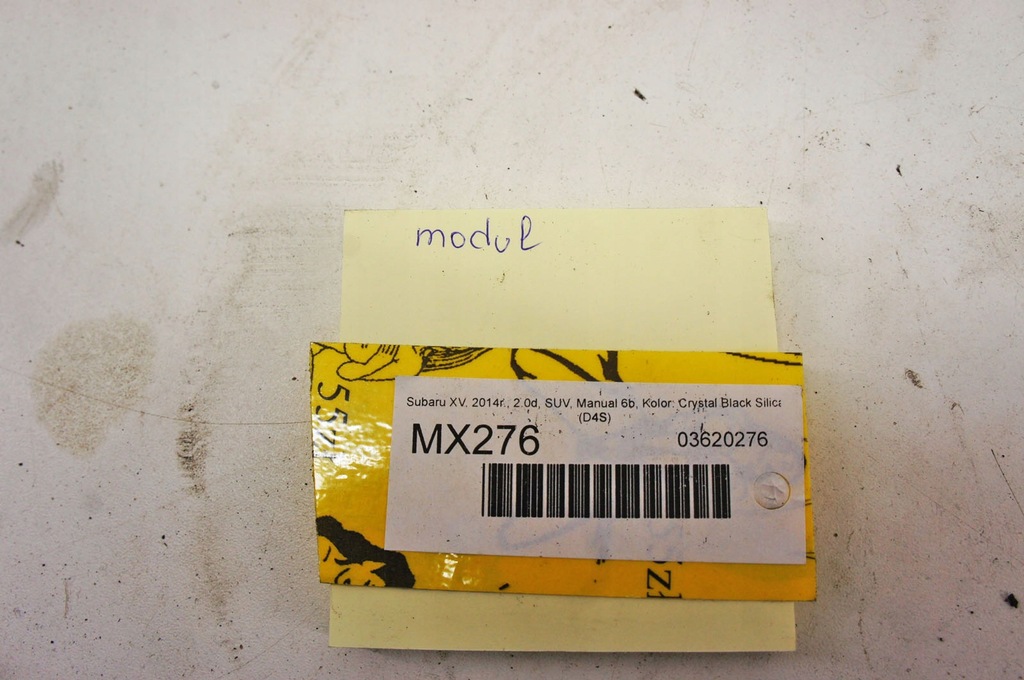 modul
Subaru XV, 2014r., 2.0d, SUV, Manual 6b, Kolor: Crystal Black Silica
(D4S)
MX276
03620276